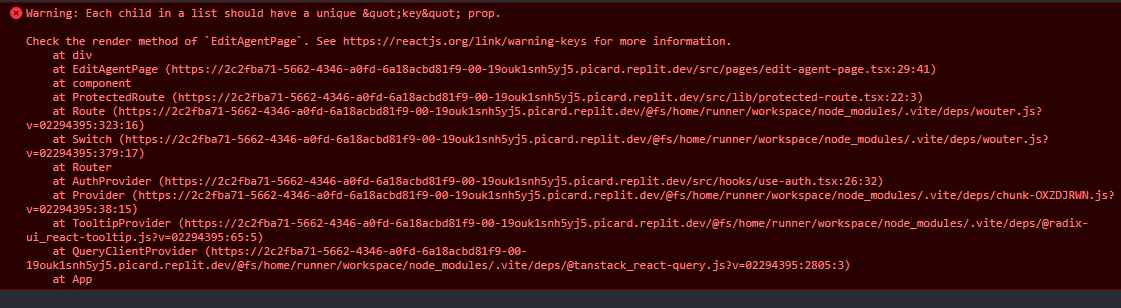 Warning: Each child in a list should have a unique &quot;key&quot; prop.
Check the render method of `EditAgentPage`. See https://reactjs.org/link/warning-keys for more information.
at div
at EditAgentPage (https://2c2fba71-5662-4346-a0fd-6a18acbd81f9-00-19ouk1snh5yj5.picard.replit.dev/src/pages/edit-agent-page.tsx:29:41)
at component
at ProtectedRoute (https://2c2fba71-5662-4346-a0fd-6a18acbd81f9-00-19ouk1snh5yj5.picard.replit.dev/src/lib/protected-route.tsx:22:3)
at Route (https://2c2fba71-5662-4346-a0fd-6a18acbd81f9-00-19ouk1snh5yj5.picard.replit.dev/@fs/home/runner/workspace/node_modules/.vite/deps/wouter.js?
v=02294395:323:16)
at Switch (https://2c2fba71-5662-4346-a0fd-6a18acbd81f9-00-19ouk1snh5yj5.picard.replit.dev/@fs/home/runner/workspace/node_modules/.vite/deps/wouter.js?
v=02294395:379:17)
at Router
at AuthProvider (https://2c2fba71-5662-4346-a0fd-6a18acbd81f9-00-19ouk1snh5yj5.picard.replit.dev/src/hooks/use-auth.tsx:26:32)
at Provider (https://2c2fba71-5662-4346-a0fd-6a18acbd81f9-00-19ouk1snh5yj5.picard.replit.dev/@fs/home/runner/workspace/node_modules/.vite/deps/chunk-OXZDJRWN.js?
v=02294395:38:15)
at TooltipProvider (https://2c2fba71-5662-4346-a0fd-6a18acbd81f9-00-19ouk1snh5yj5.picard.replit.dev/@fs/home/runner/workspace/node_modules/.vite/deps/@radix-
ui_react-tooltip.js?v=02294395:65:5)
at QueryClientProvider (https://2c2fba71-5662-4346-a0fd-6a18acbd81f9-00-
19ouk1snh5yj5.picard.replit.dev/@fs/home/runner/workspace/node_modules/.vite/deps/@tanstack_react-query.js?v=02294395:2805:3)
at App